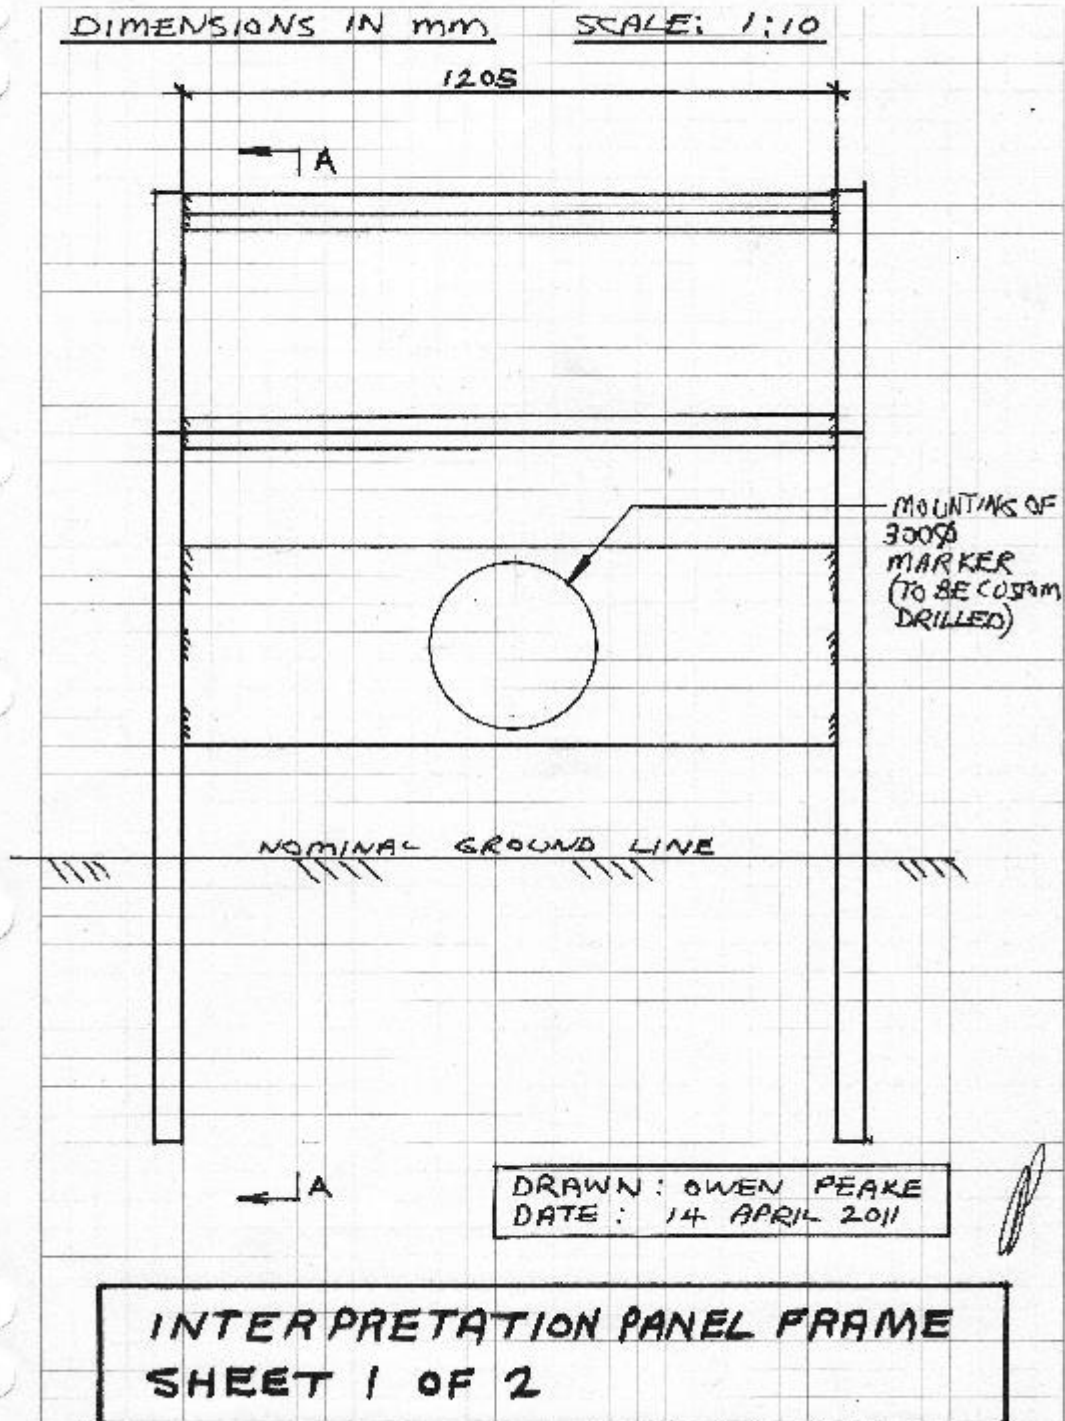 DIMENSIONS IN mm SCALE: 1:10
1205
A
MOUNTING OF
300Ø
MARKER
(TO BE CUSTOM
DRILLED)
NOMINAL GROUND LINE
A
DRAWN: OWEN PEAKE
DATE: 14 APRIL 2011
INTERPRETATION PANEL FRAME
SHEET 1 OF 2